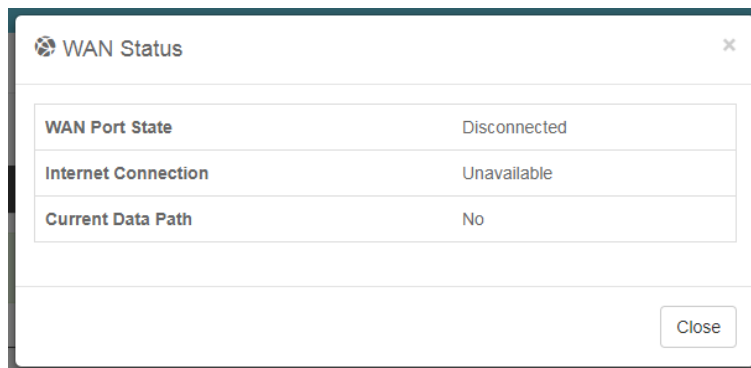 WAN Status
×
WAN Port State Disconnected
Internet Connection Unavailable
Current Data Path No
Close